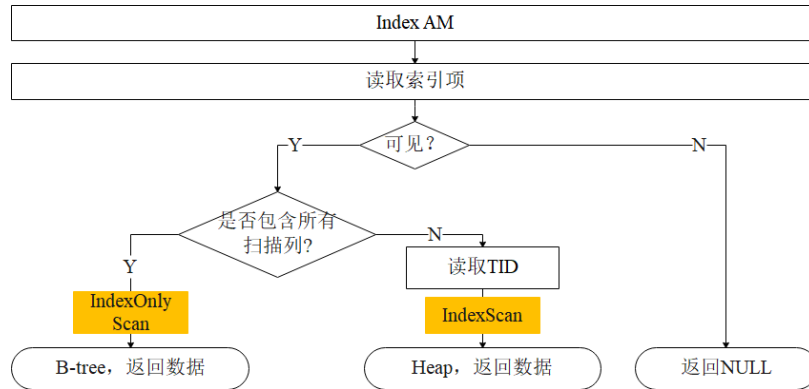 Index AM
读取索引项
可见？
Y
N
是否包含所有
扫描列?
Y
N
读取TID
IndexOnly
Scan
IndexScan
B-tree，返回数据
Heap，返回数据
返回NULL